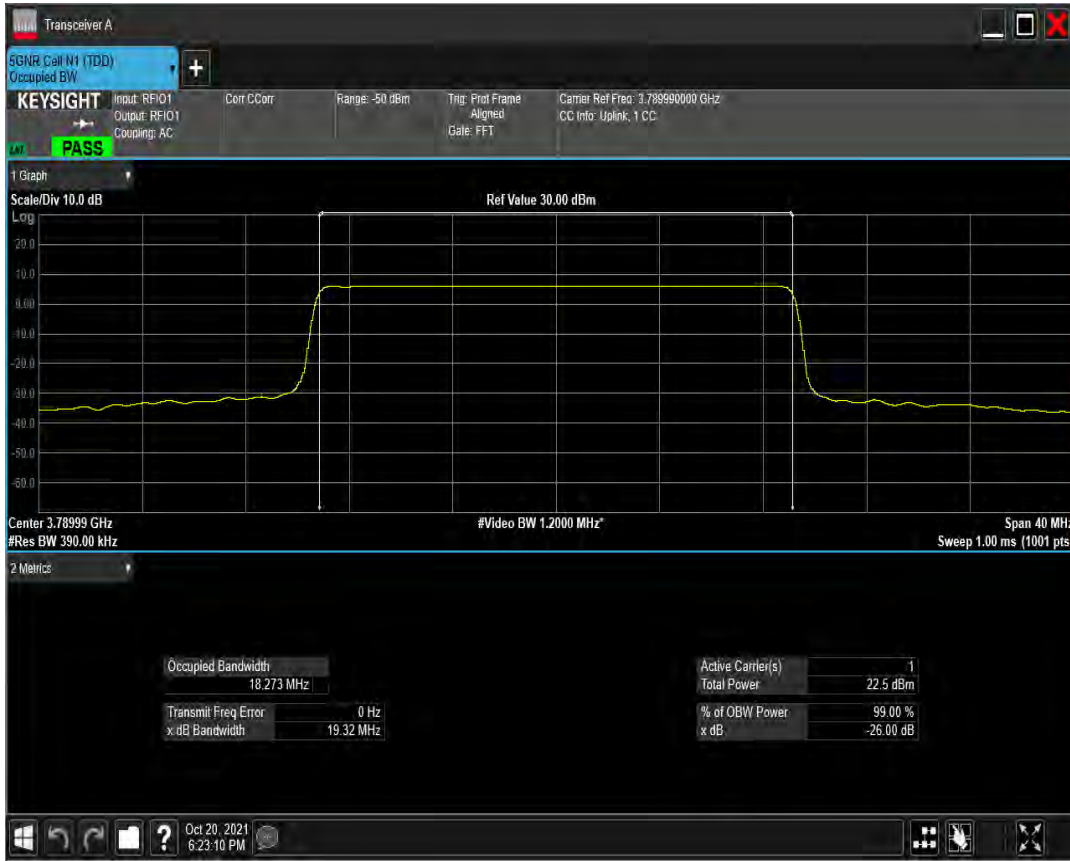 Transceiver A
5GNR Cell N1 (TDD)
Occupied BW
+
KEYSIGHT
Input: RFIO1
Output: RFIO1
Coupling: AC
Corr CCorr
Range: -50 dBm
Trig: Prot Frame
Aligned
Gate: FFT
Carrier Ref Freq: 3.789990000 GHz
CC Info: Uplink, 1 CC
PASS
1 Graph
Scale/Div 10.0 dB
Ref Value 30.00 dBm
Log
20.0
10.0
0.00
-10.0
-20.0
-30.0
-40.0
-50.0
-60.0
Center 3.78999 GHz
#Video BW 1.2000 MHz*
Span 40 MHz
#Res BW 390.00 kHz
Sweep 1.00 ms (1001 pts
2 Metrics
Occupied Bandwidth
18.273 MHz
Transmit Freq Error 0 Hz
x dB Bandwidth 19.32 MHz
Active Carrier(s) 1
Total Power 22.5 dBm
% of OBW Power 99.00 %
x dB -26.00 dB
?
Oct 20, 2021
6:23:10 PM